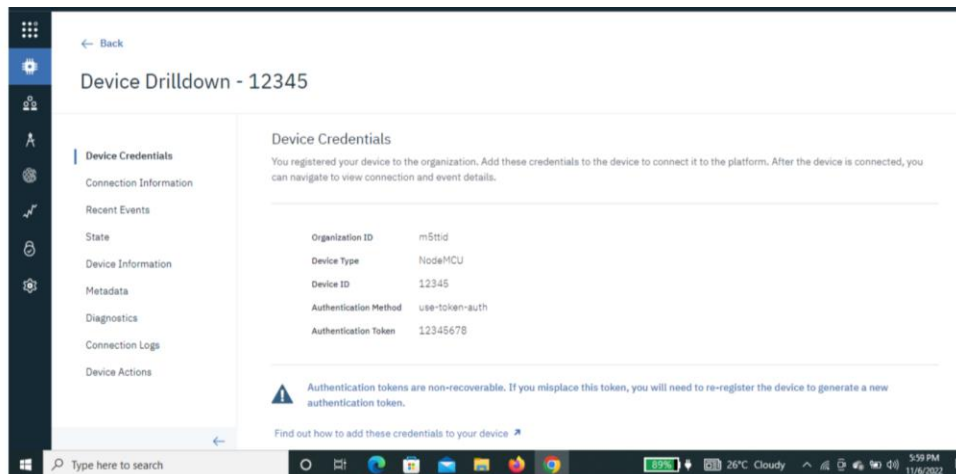 ← Back
Device Drilldown - 12345
Device Credentials
Connection Information
Recent Events
State
Device Information
Metadata
Diagnostics
Connection Logs
Device Actions
←
Device Credentials
You registered your device to the organization. Add these credentials to the device to connect it to the platform. After the device is connected, you
can navigate to view connection and event details.
Organization ID m5ttid
Device Type NodeMCU
Device ID 12345
Authentication Method use-token-auth
Authentication Token 12345678
Authentication tokens are non-recoverable. If you misplace this token, you will need to re-register the device to generate a new
authentication token.
Find out how to add these credentials to your device ↗
Type here to search
89%
26°C Cloudy
5:59 PM
11/6/2022